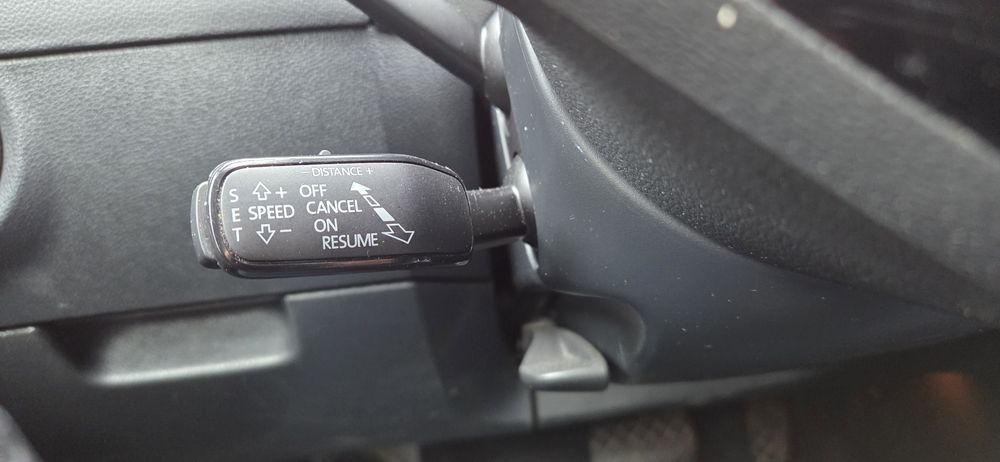 − DISTANCE +
S + OFF
E SPEED CANCEL
T − ON
RESUME